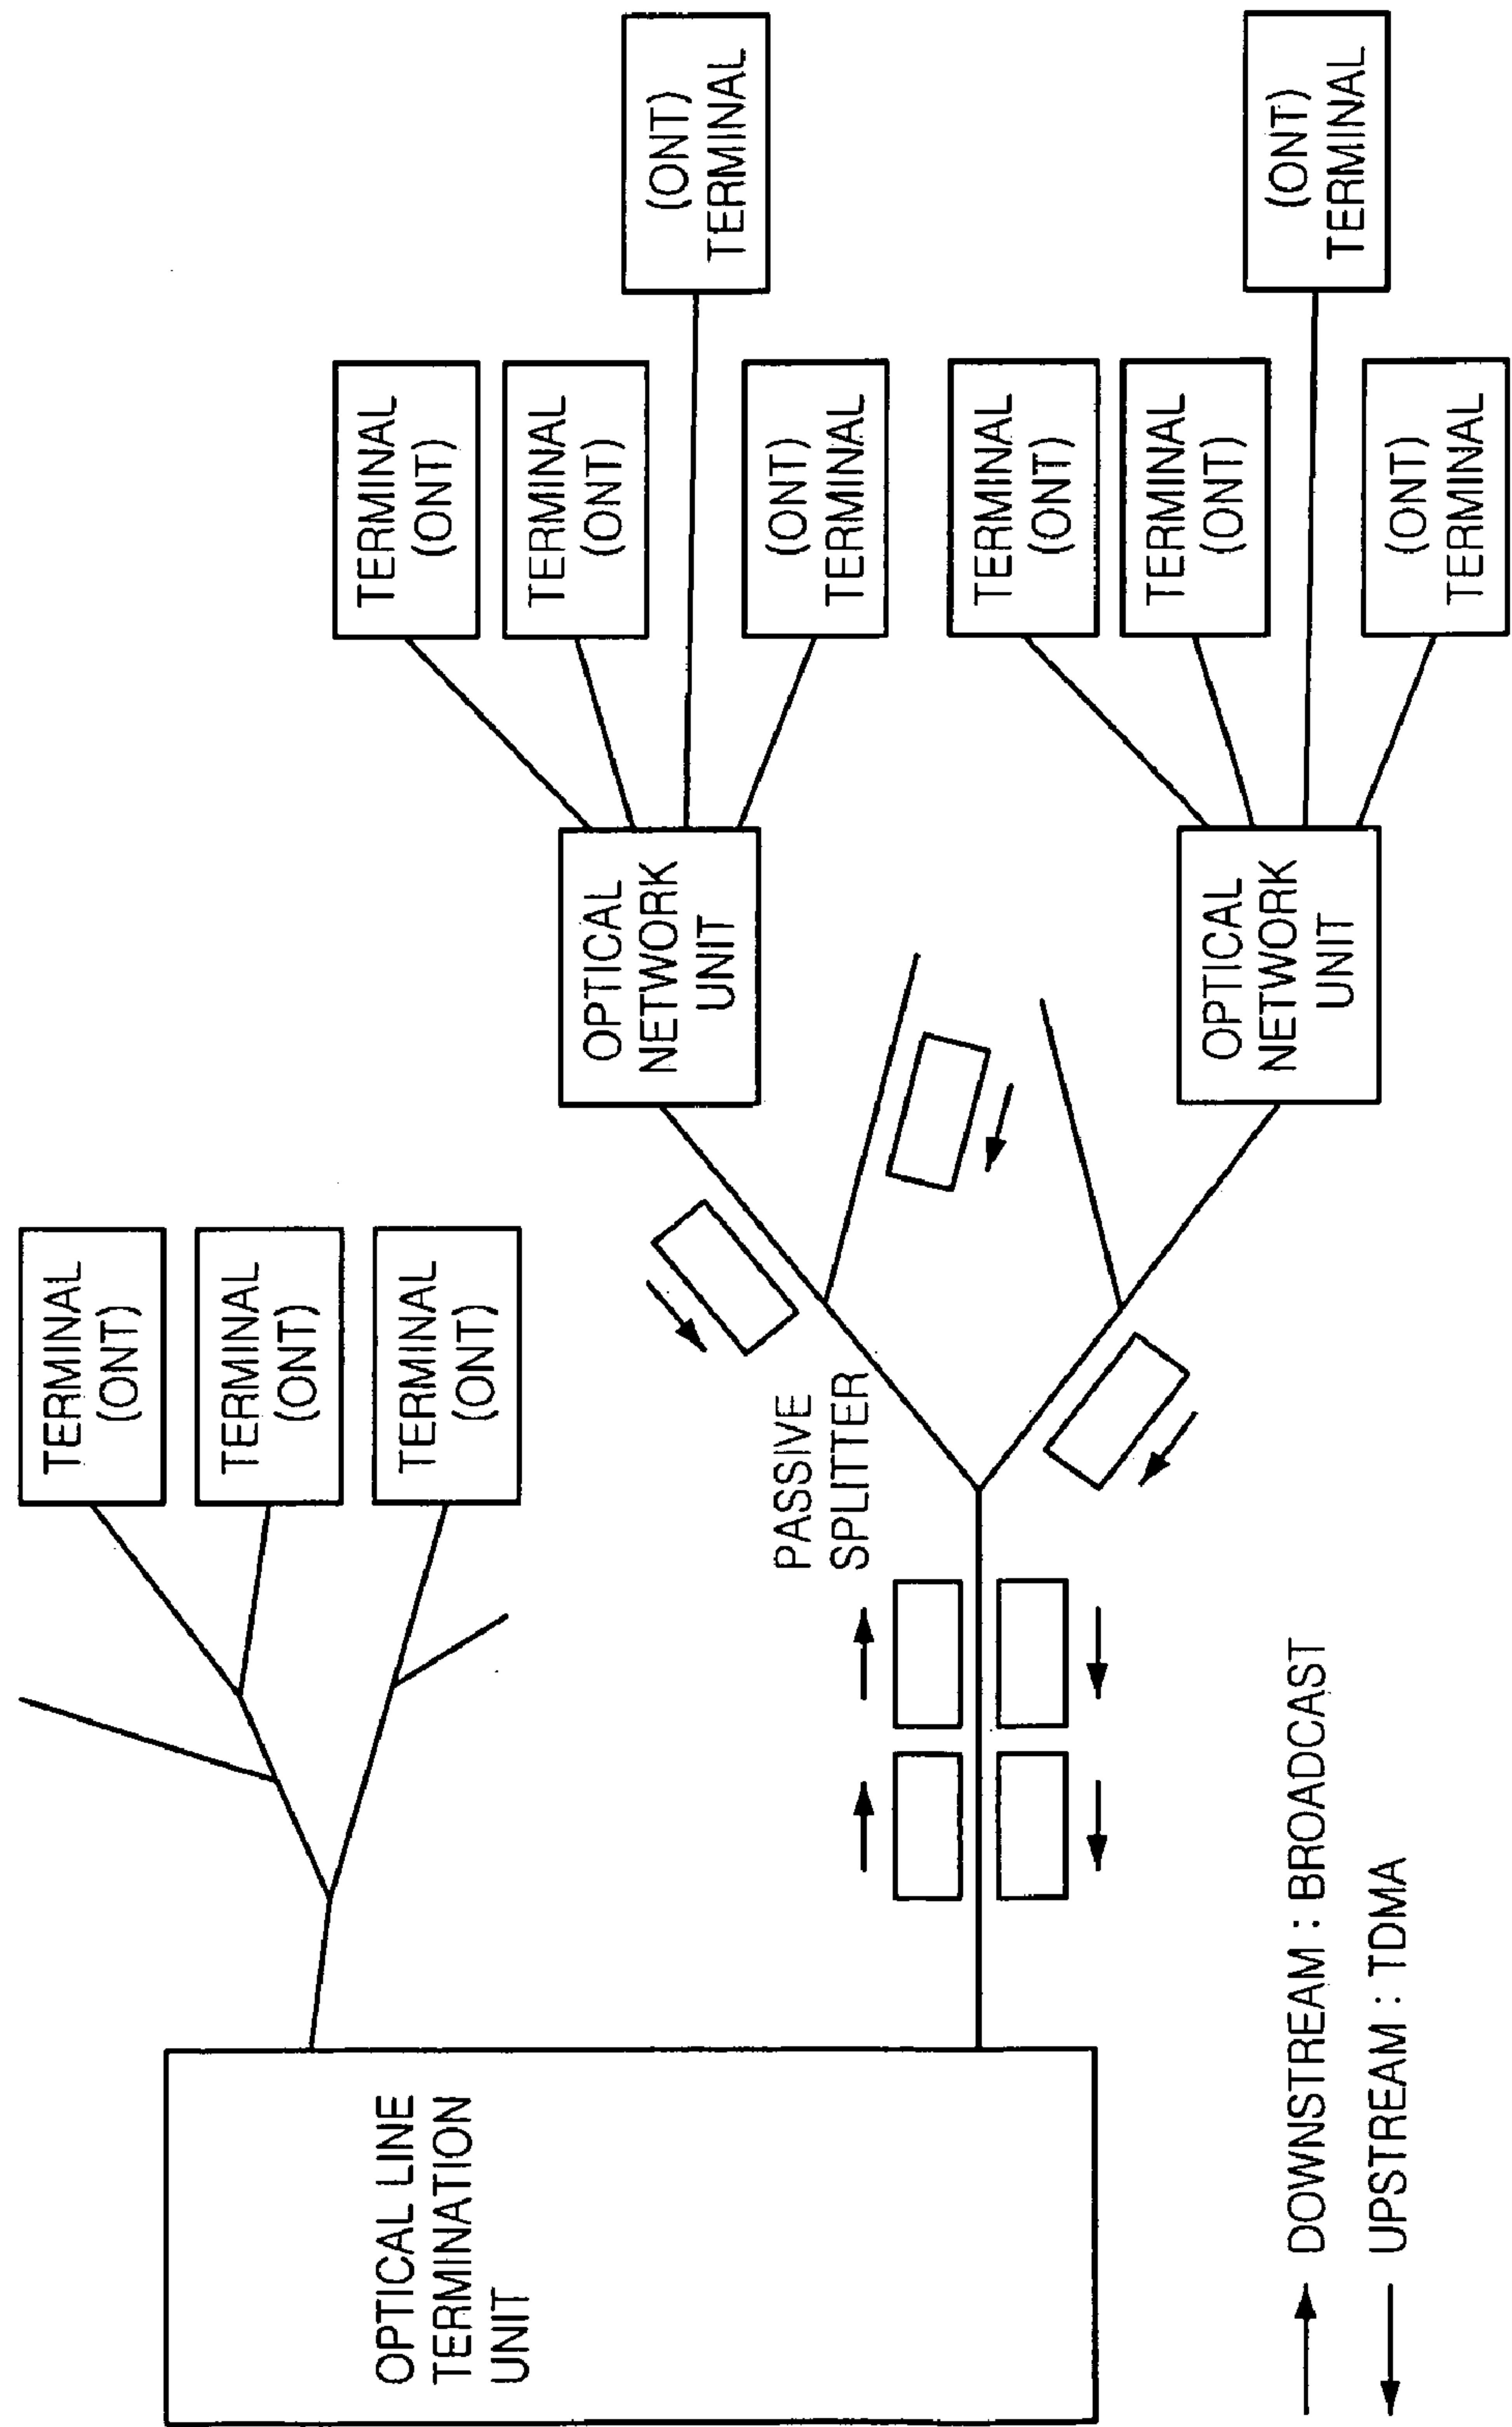 TERMINAL
(ONT)
TERMINAL
(ONT)
TERMINAL
(ONT)
OPTICAL LINE
TERMINATION
UNIT
TERMINAL
(ONT)
TERMINAL
(ONT)
(ONT)
TERMINAL
(ONT)
TERMINAL
OPTICAL
NETWORK
UNIT
PASSIVE
SPLITTER
TERMINAL
(ONT)
TERMINAL
(ONT)
(ONT)
TERMINAL
(ONT)
TERMINAL
OPTICAL
NETWORK
UNIT
DOWNSTREAM : BROADCAST
UPSTREAM : TDMA